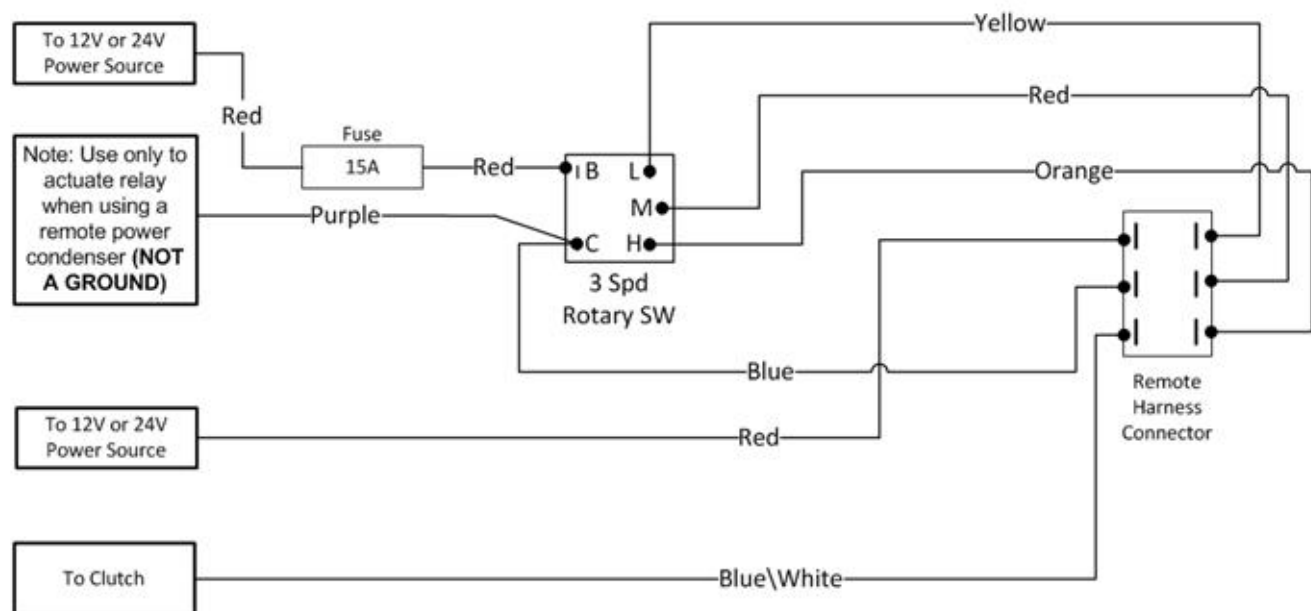 To 12V or 24V
Power Source
Yellow
Red
Red
Fuse
15A
Red
Note: Use only to
actuate relay
when using a
remote power
condenser (NOT
A GROUND)
Purple
B
L
M
C
H
3 Spd
Rotary SW
Orange
Blue
Remote
Harness
Connector
To 12V or 24V
Power Source
Red
To Clutch
Blue\White